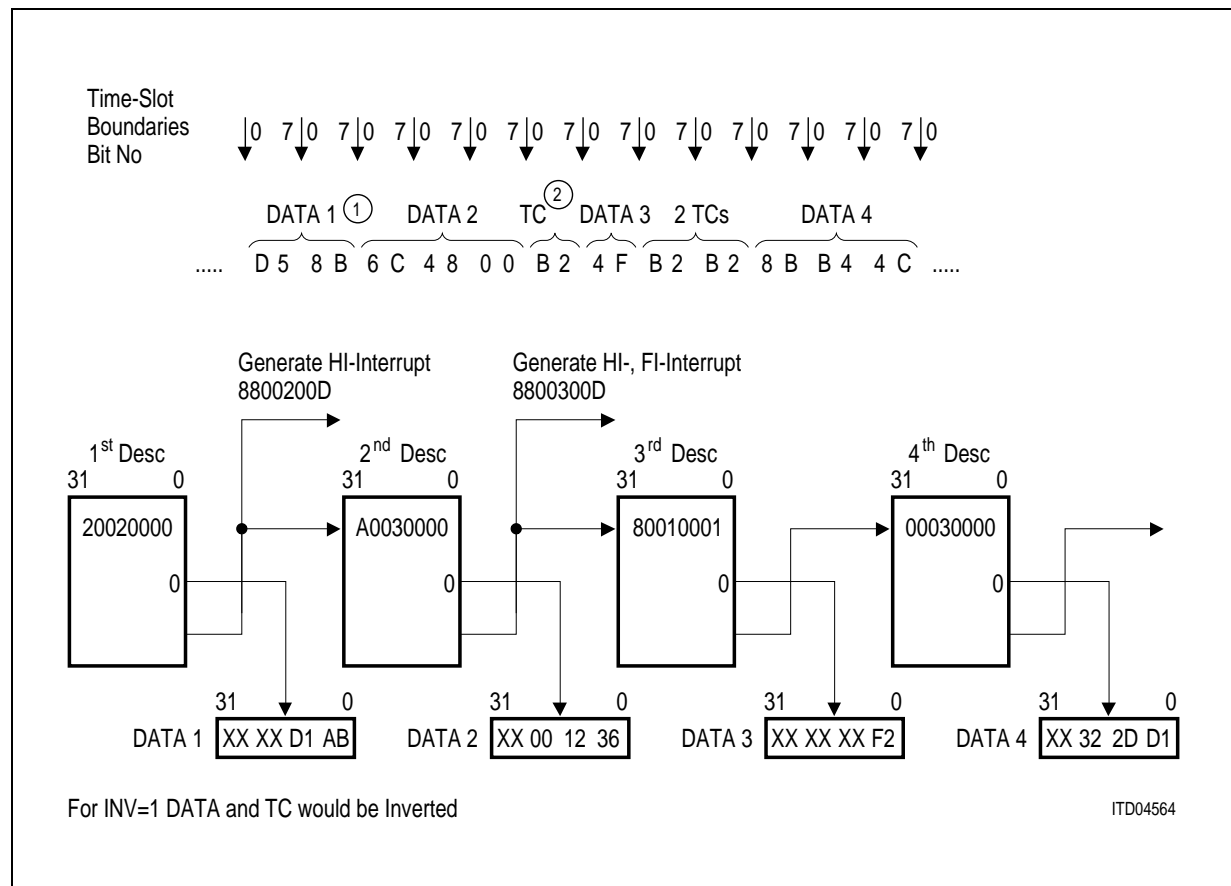 Time-Slot
Boundaries
Bit No
0 7 0 7 0 7 0 7 0 7 0 7 0 7 0 7 0 7 0 7 0 7 0 7 0
DATA 1 1 DATA 2 TC 2 DATA 3 2 TCs DATA 4
..... D 5 8 B 6 C 4 8 0 0 B 2 4 F B 2 B 2 8 B B 4 4 C .....
Generate HI-Interrupt
8800200D
Generate HI-, FI-Interrupt
8800300D
1st Desc 2nd Desc 3rd Desc 4th Desc
31 0 31 0 31 0 31 0
20020000 A0030000 80010001 00030000
0 0 0 0
31 0 31 0 31 0 31 0
DATA 1 XX XX D1 AB DATA 2 XX 00 12 36 DATA 3 XX XX XX F2 DATA 4 XX 32 2D D1
For INV=1 DATA and TC would be Inverted
ITD04564